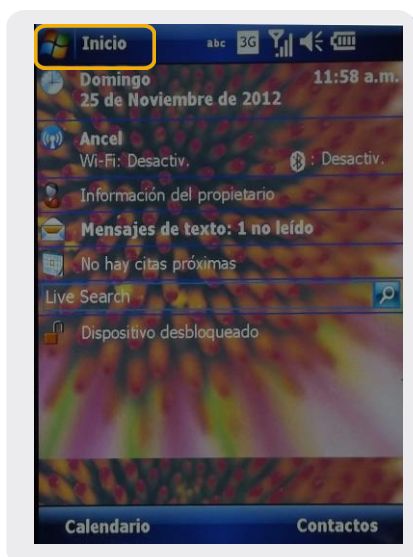 Inicio abc 3G
Domingo 11:58 a.m.
25 de Noviembre de 2012
Ancel
Wi-Fi: Desactiv. : Desactiv.
Información del propietario
Mensajes de texto: 1 no leído
No hay citas próximas
Live Search
Dispositivo desbloqueado
Calendario Contactos